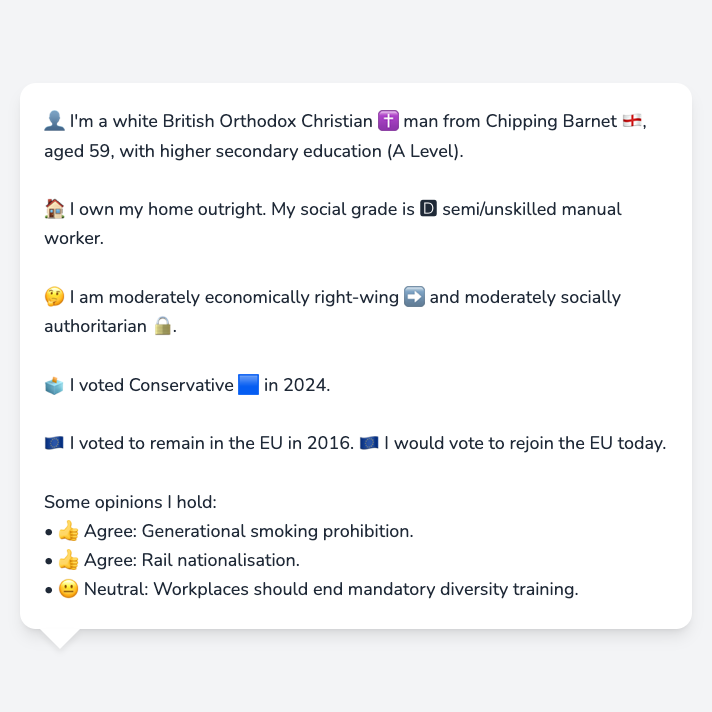 👤 I'm a white British Orthodox Christian ✝️ man from Chipping Barnet 🏴󠁧󠁢󠁥󠁮󠁧󠁿,
aged 59, with higher secondary education (A Level).
🏠 I own my home outright. My social grade is 🅳 semi/unskilled manual
worker.
🤔 I am moderately economically right-wing ➡️ and moderately socially
authoritarian 🔒.
🗳️ I voted Conservative 🟦 in 2024.
🇪🇺 I voted to remain in the EU in 2016. 🇪🇺 I would vote to rejoin the EU today.
Some opinions I hold:
• 👍 Agree: Generational smoking prohibition.
• 👍 Agree: Rail nationalisation.
• 😐 Neutral: Workplaces should end mandatory diversity training.